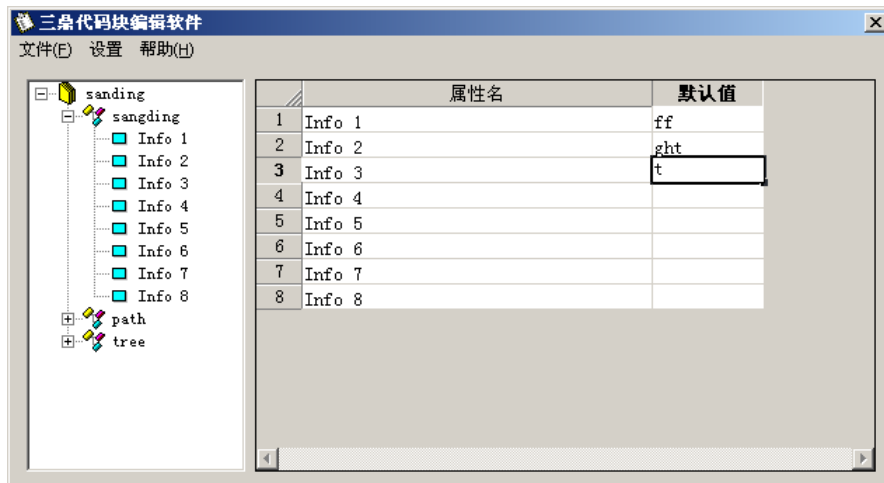 三鼎代码块编辑软件
文件(F) 设置 帮助(H)
sanding
sangding
Info 1
Info 2
Info 3
Info 4
Info 5
Info 6
Info 7
Info 8
path
tree
属性名 默认值
1 Info 1 ff
2 Info 2 ght
3 Info 3 t
4 Info 4
5 Info 5
6 Info 6
7 Info 7
8 Info 8